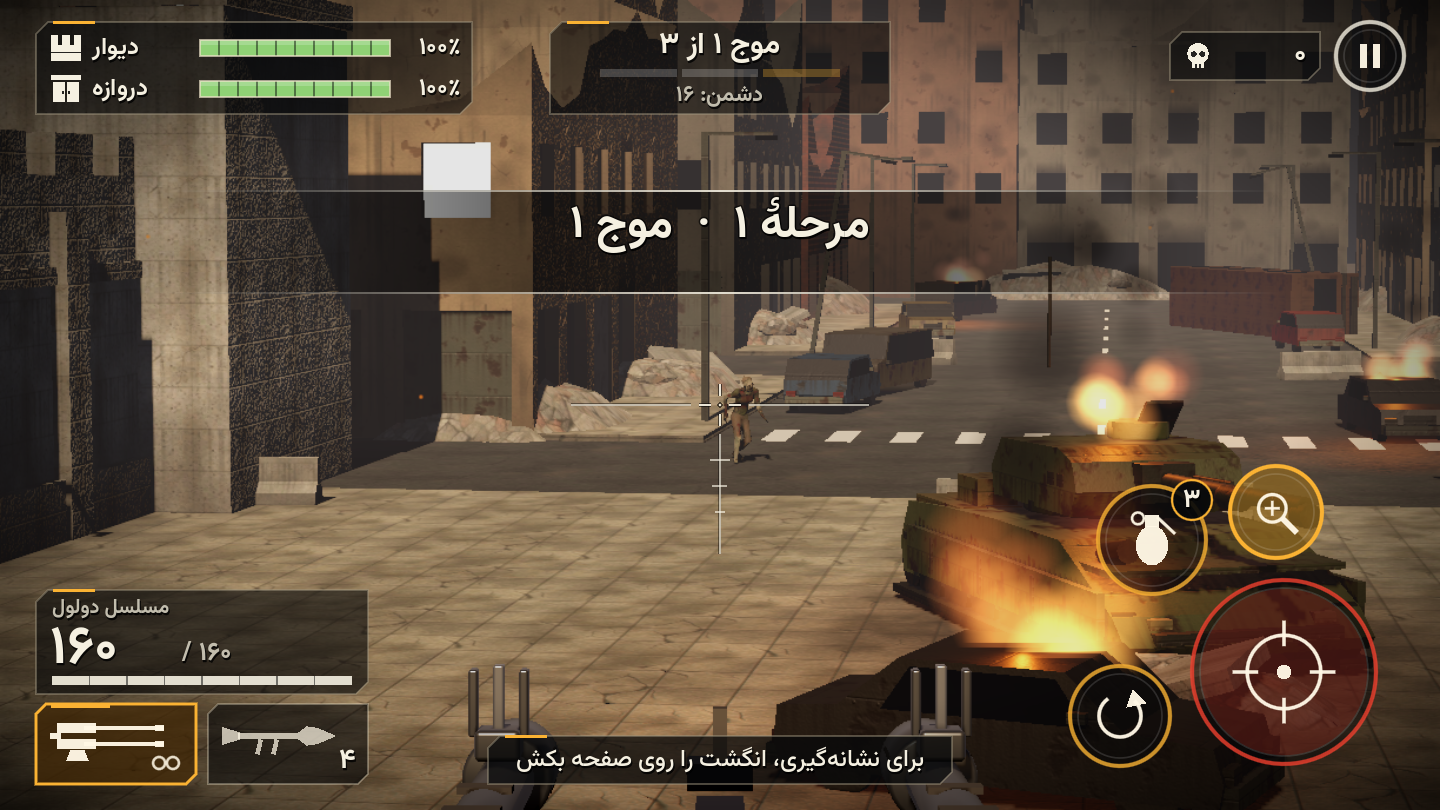 دیوار ۱۰۰٪
دروازه ۱۰۰٪
موج ۱ از ۳
دشمن: ۱۶
۰
مرحلهٔ ۱ · موج ۱
۳
مسلسل دولول
۱۶۰ / ۱۶۰
∞
۴
برای نشانه‌گیری، انگشت را روی صفحه بکش